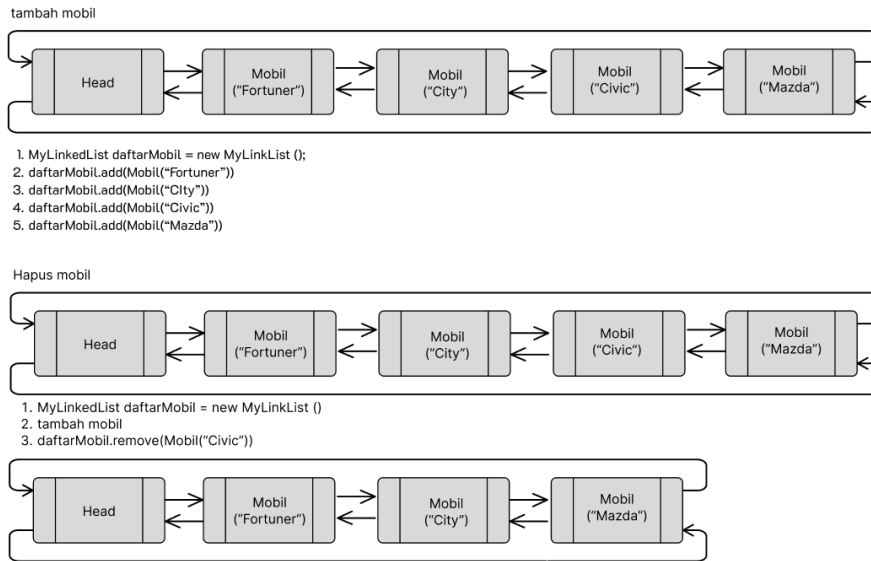 tambah mobil
Head
Mobil
("Fortuner")
Mobil
("City")
Mobil
("Civic")
Mobil
("Mazda")
1. MyLinkedList daftarMobil = new MyLinkList ();
2. daftarMobil.add(Mobil("Fortuner"))
3. daftarMobil.add(Mobil("CIty"))
4. daftarMobil.add(Mobil("Civic"))
5. daftarMobil.add(Mobil("Mazda"))
Hapus mobil
Head
Mobil
("Fortuner")
Mobil
("City")
Mobil
("Civic")
Mobil
("Mazda")
1. MyLinkedList daftarMobil = new MyLinkList ()
2. tambah mobil
3. daftarMobil.remove(Mobil("Civic"))
Head
Mobil
("Fortuner")
Mobil
("City")
Mobil
("Mazda")